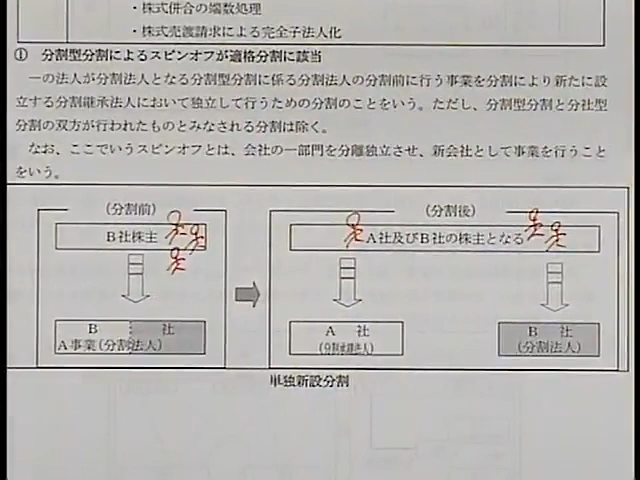 ・株式併合の端数処理
・株式売渡請求による完全子法人化
① 分割型分割によるスピンオフが適格分割に該当
一の法人が分割法人となる分割型分割に係る分割法人の分割前に行う事業を分割により新たに設
立する分割承継法人において独立して行うための分割のことをいう。ただし、分割型分割と分社型
分割の双方が行われたものとみなされる分割は除く。
なお、ここでいうスピンオフとは、会社の一部門を分離独立させ、新会社として事業を行うこと
をいう。
(分割前)
(分割後)
B社株主
A社及びB社の株主となる
B 社
A事業(分割法人)
A 社
(分割承継法人)
B 社
(分割法人)
単独新設分割